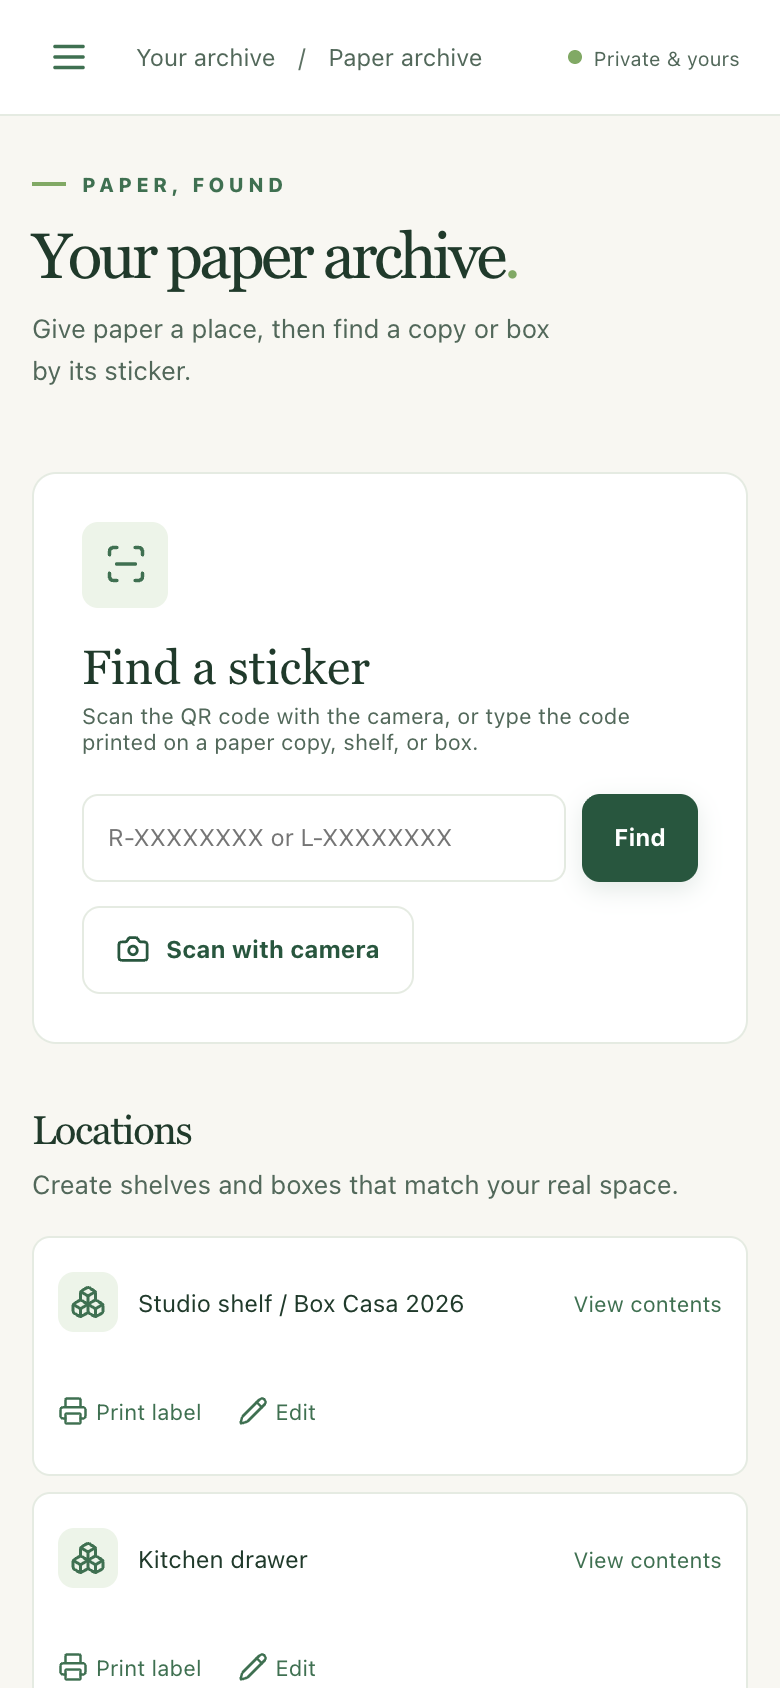 Your archive / Paper archive
Private & yours
PAPER, FOUND
Your paper archive.
Give paper a place, then find a copy or box
by its sticker.
Find a sticker
Scan the QR code with the camera, or type the code
printed on a paper copy, shelf, or box.
R-XXXXXXXX or L-XXXXXXXX
Find
Scan with camera
Locations
Create shelves and boxes that match your real space.
Studio shelf / Box Casa 2026
View contents
Print label
Edit
Kitchen drawer
View contents
Print label
Edit